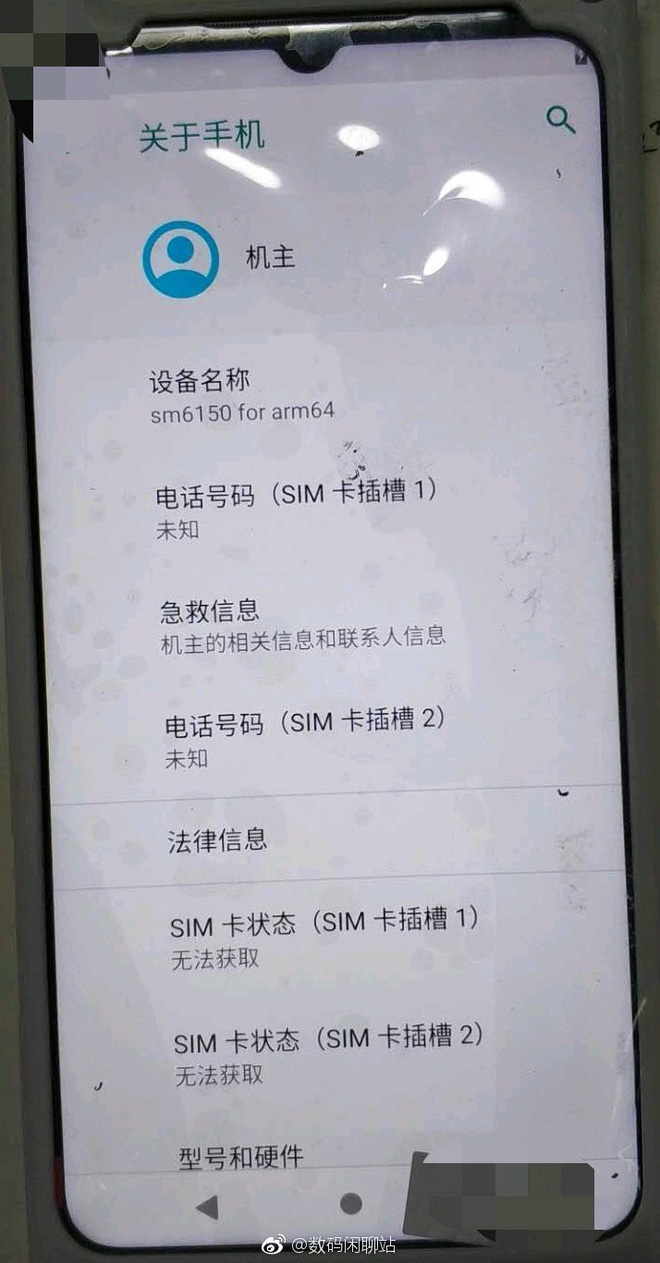 关于手机
机主
设备名称
sm6150 for arm64
电话号码（SIM 卡插槽 1）
未知
急救信息
机主的相关信息和联系人信息
电话号码（SIM 卡插槽 2）
未知
法律信息
SIM 卡状态（SIM 卡插槽 1）
无法获取
SIM 卡状态（SIM 卡插槽 2）
无法获取
型号和硬件
@数码闲聊站